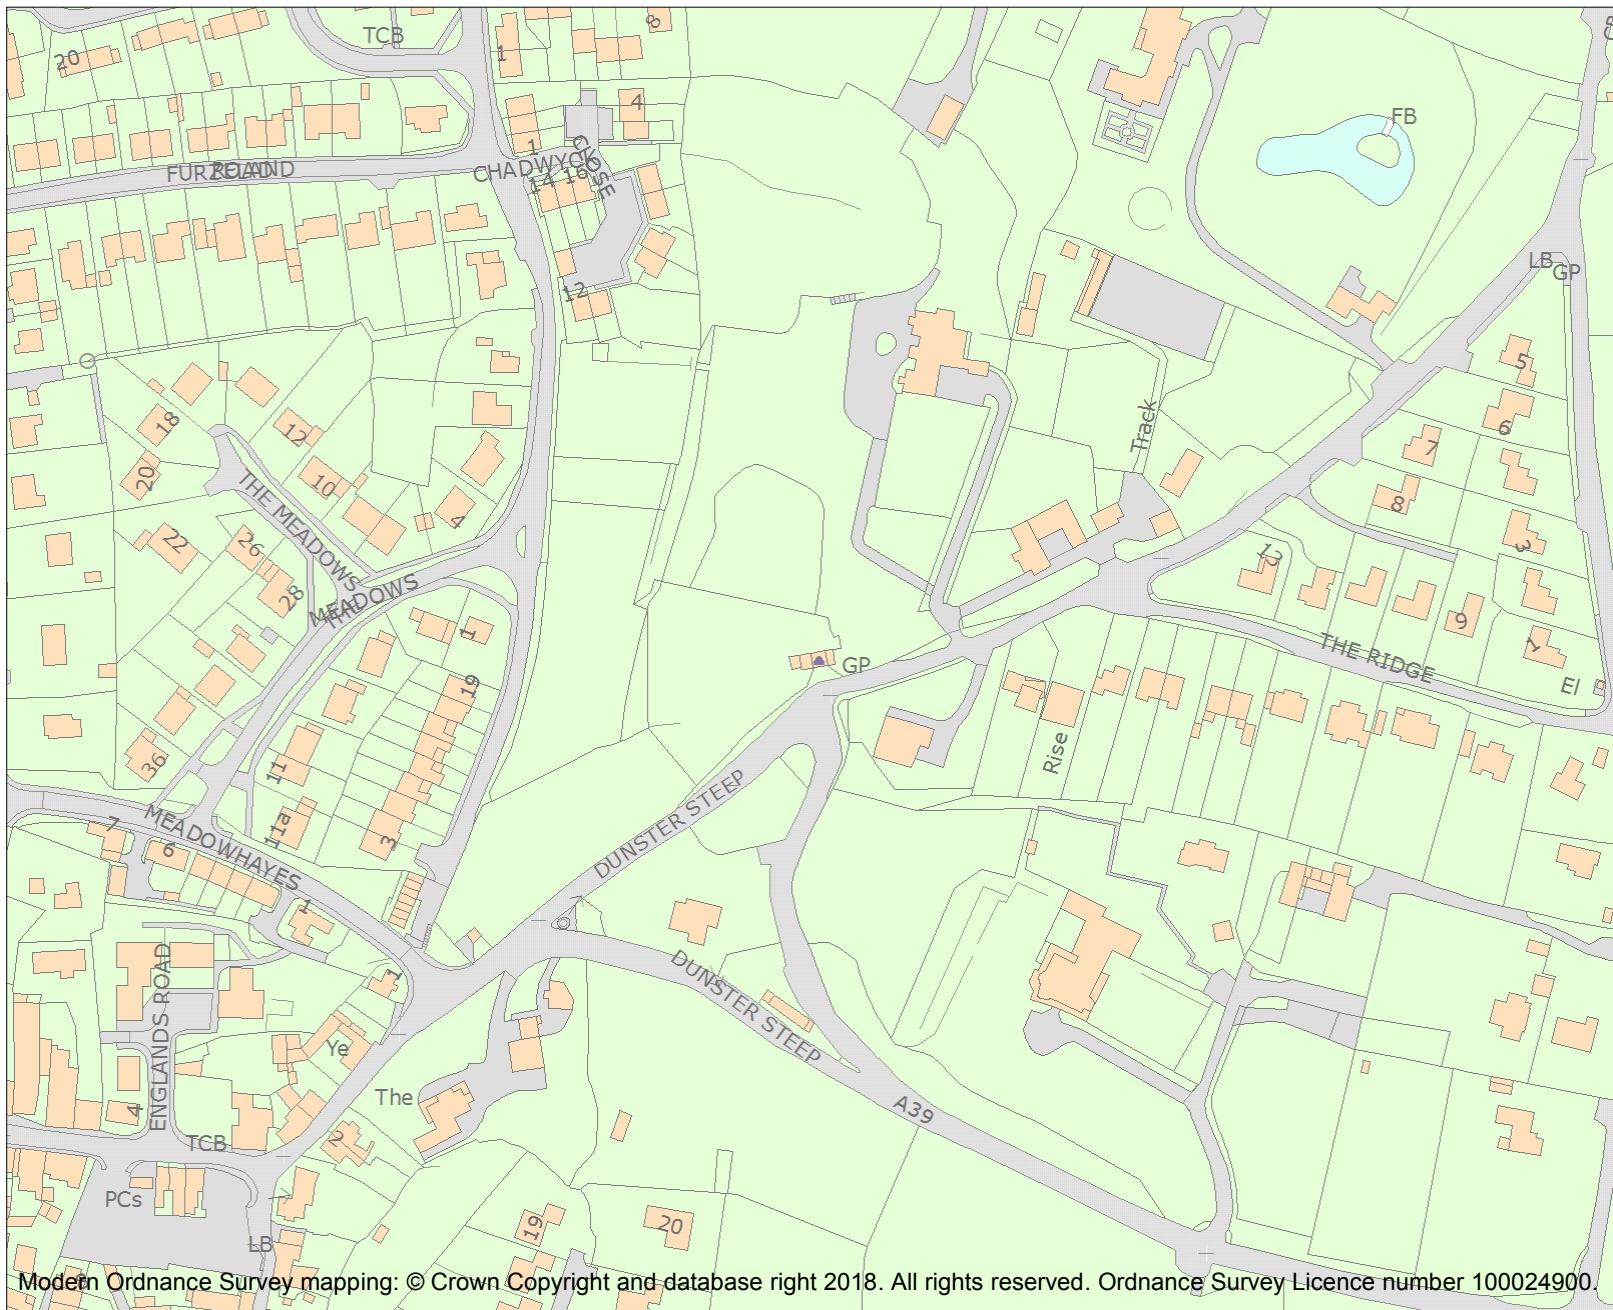 TCB
20
1
8
4
FB
1
FURZELAND
ROAD
CHADWYCK
CLOSE
14 16
12
LB
GP
5
6
7
8
3
18
12
20
10
4
22
26
28
THE MEADOWS
THE
MEADOWS
Track
13
9
1
THE RIDGE
El
1
19
GP
Rise
36
11
11a
3
MEADOWHAYES
7
6
1
DUNSTER STEEP
7
DUNSTER STEEP
1
ENGLANDS ROAD
Ye
The
4
TCB
2
A39
PCs
LB
19
20
Modern Ordnance Survey mapping: © Crown Copyright and database right 2018. All rights reserved. Ordnance Survey Licence number 100024900.